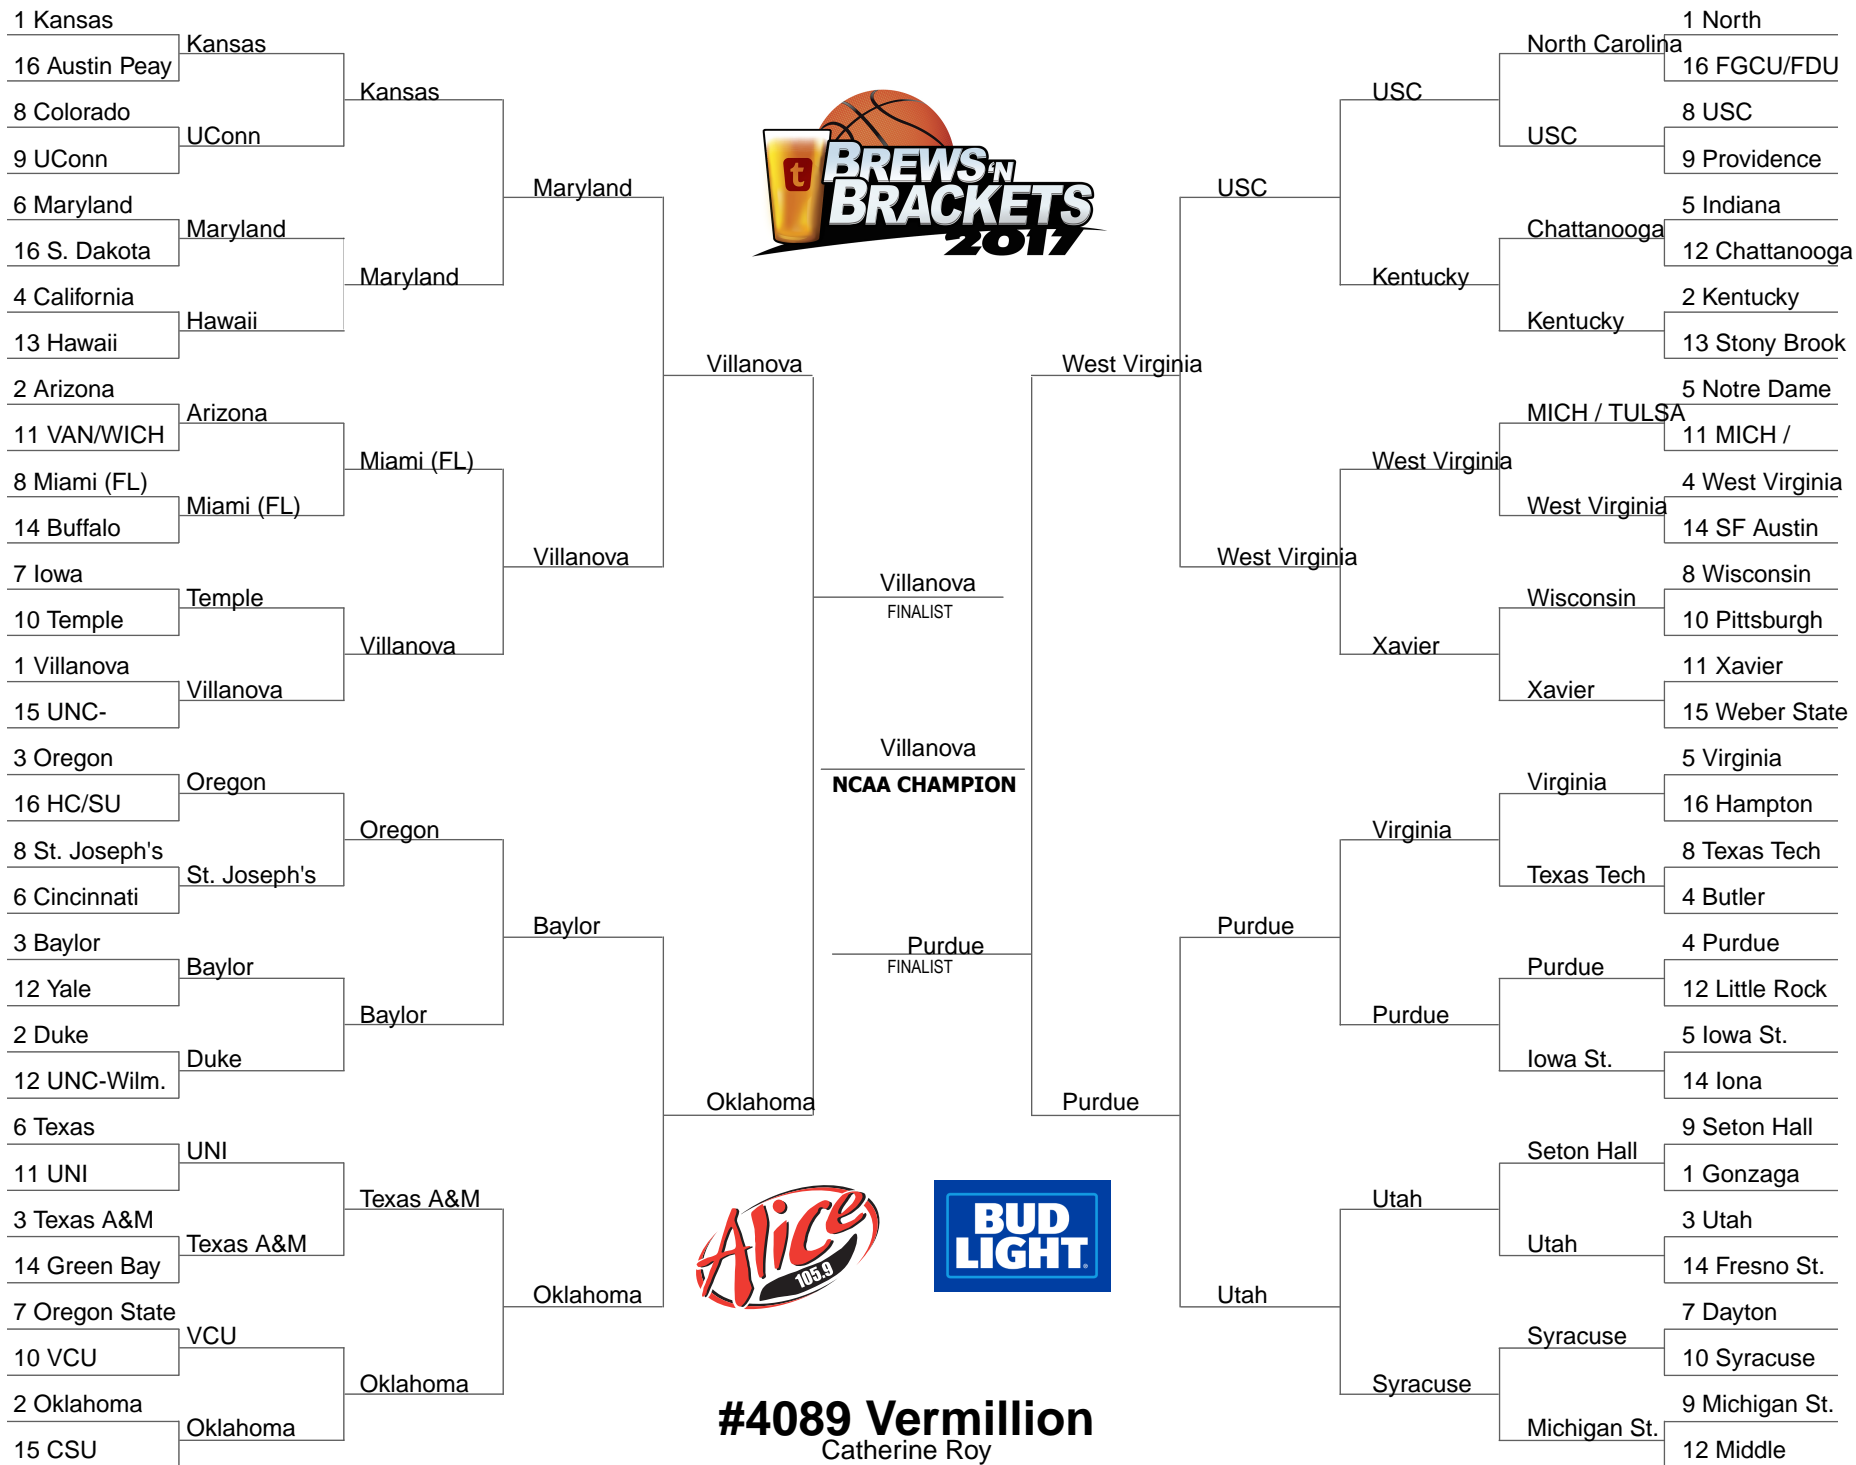 1 Kansas
16 Austin Peay
8 Colorado
9 UConn
6 Maryland
16 S. Dakota
4 California
13 Hawaii
2 Arizona
11 VAN/WICH
8 Miami (FL)
14 Buffalo
7 Iowa
10 Temple
1 Villanova
15 UNC-
3 Oregon
16 HC/SU
8 St. Joseph's
6 Cincinnati
3 Baylor
12 Yale
2 Duke
12 UNC-Wilm.
6 Texas
11 UNI
3 Texas A&M
14 Green Bay
7 Oregon State
10 VCU
2 Oklahoma
15 CSU
Kansas
UConn
Maryland
Hawaii
Arizona
Miami (FL)
Temple
Villanova
Oregon
St. Joseph's
Baylor
Duke
UNI
Texas A&M
VCU
Oklahoma
Kansas
Maryland
Miami (FL)
Villanova
Oregon
Baylor
Texas A&M
Oklahoma
Maryland
Villanova
Baylor
Oklahoma
Villanova
Oklahoma
t
BREWS 'N
BRACKETS
2017
Villanova
FINALIST
Villanova
NCAA CHAMPION
Purdue
FINALIST
Alice
105.9
BUD
LIGHT
#4089 Vermillion
Catherine Roy
West Virginia
Purdue
USC
West Virginia
Purdue
Utah
USC
Kentucky
West Virginia
Xavier
Virginia
Purdue
Utah
Syracuse
North Carolina
USC
Chattanooga
Kentucky
MICH / TULSA
West Virginia
Wisconsin
Xavier
Virginia
Texas Tech
Purdue
Iowa St.
Seton Hall
Utah
Syracuse
Michigan St.
1 North
16 FGCU/FDU
8 USC
9 Providence
5 Indiana
12 Chattanooga
2 Kentucky
13 Stony Brook
5 Notre Dame
11 MICH /
4 West Virginia
14 SF Austin
8 Wisconsin
10 Pittsburgh
11 Xavier
15 Weber State
5 Virginia
16 Hampton
8 Texas Tech
4 Butler
4 Purdue
12 Little Rock
5 Iowa St.
14 Iona
9 Seton Hall
1 Gonzaga
3 Utah
14 Fresno St.
7 Dayton
10 Syracuse
9 Michigan St.
12 Middle